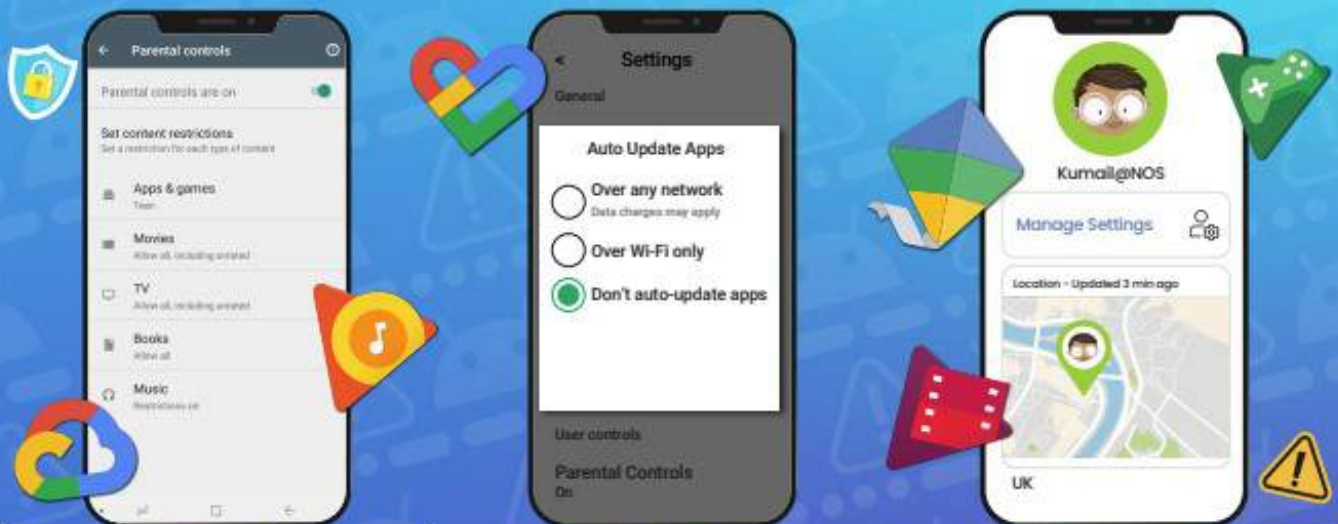 Parental controls
Parental controls are on
Set content restrictions
Set a restriction for each type of content
Apps & games
Teen
Movies
Allow all, including unrated
TV
Allow all, including unrated
Books
Allow all
Music
Restrictions on
Settings
General
Auto Update Apps
Over any network
Data charges may apply
Over Wi-Fi only
Don't auto-update apps
User controls
Parental Controls
On
Kumail@NOS
Manage Settings
Location - Updated 3 min ago
UK